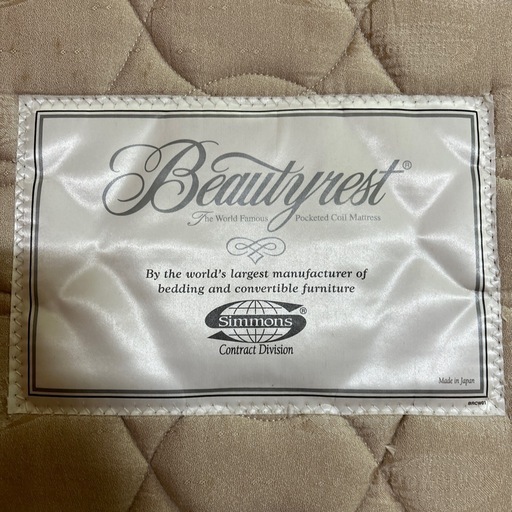 Beautyrest®
The World Famous Pocketed Coil Mattress
By the world's largest manufacturer of
bedding and convertible furniture
Simmons®
Contract Division
Made in Japan